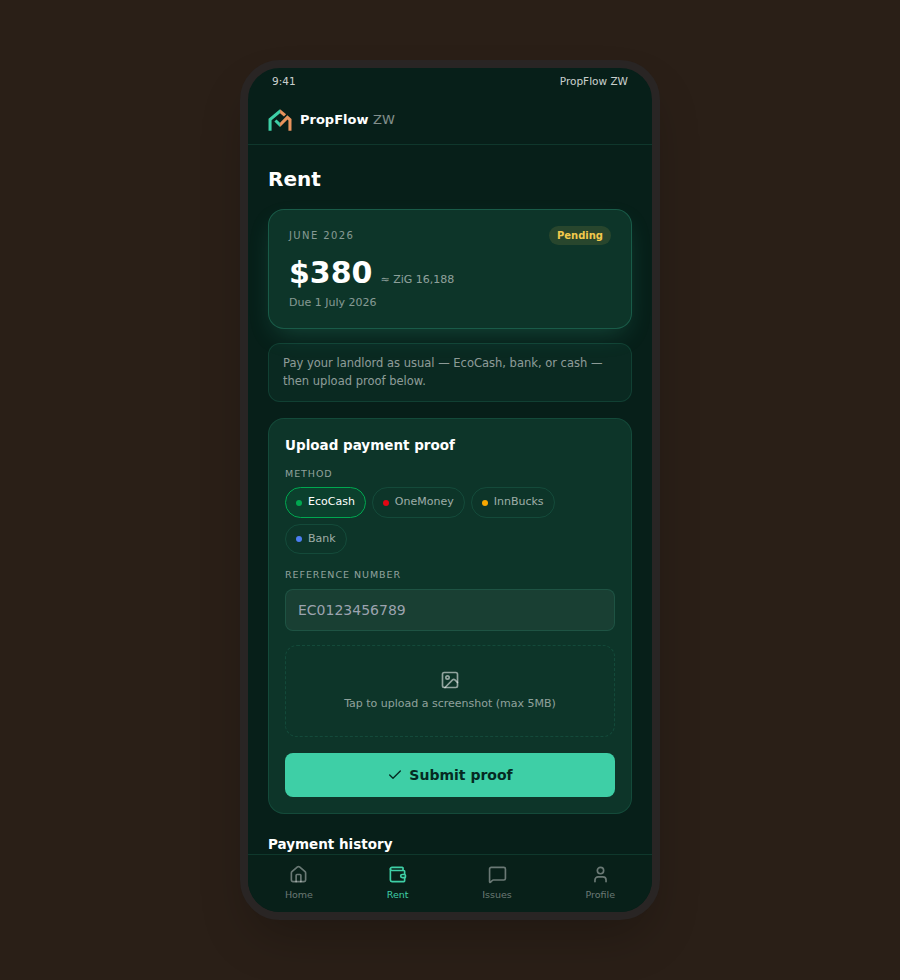 9:41 PropFlow ZW
PropFlow ZW
Rent
JUNE 2026 Pending
$380 ≈ ZiG 16,188
Due 1 July 2026
Pay your landlord as usual — EcoCash, bank, or cash —
then upload proof below.
Upload payment proof
METHOD
EcoCash OneMoney InnBucks
Bank
REFERENCE NUMBER
EC0123456789
Tap to upload a screenshot (max 5MB)
Submit proof
Payment history
Home Rent Issues Profile